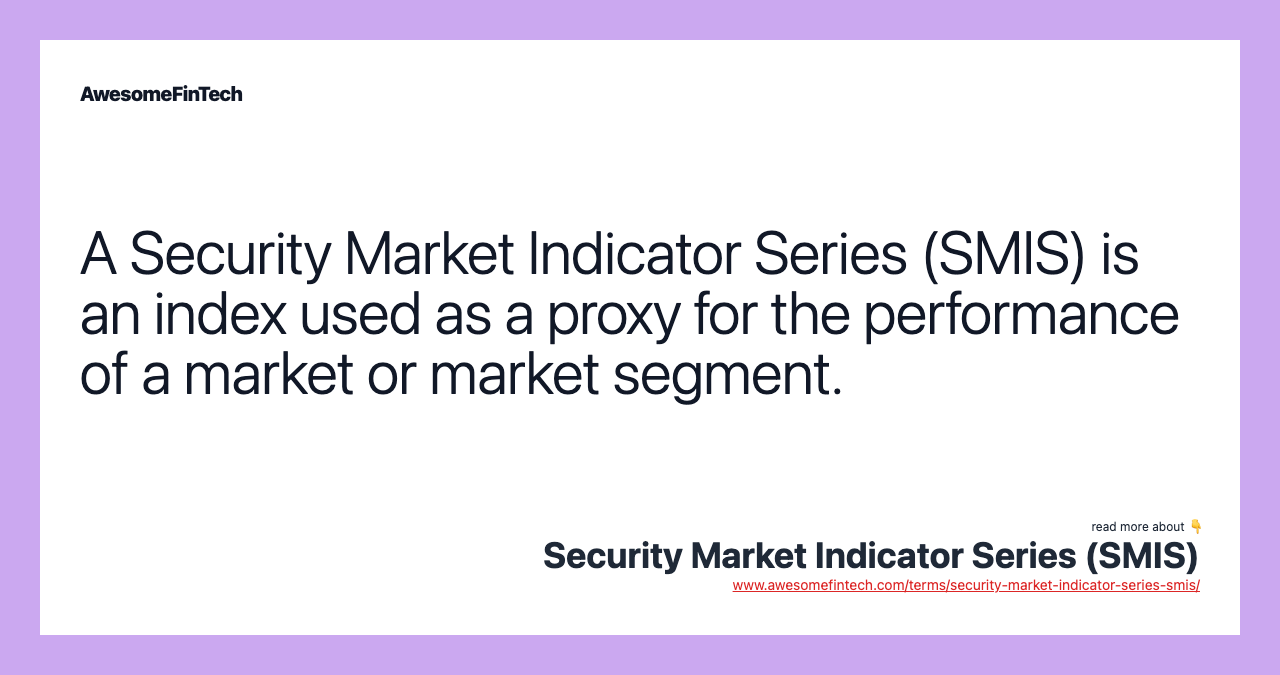 AwesomeFinTech
A Security Market Indicator Series (SMIS) is
an index used as a proxy for the performance
of a market or market segment.
read more about 👇
Security Market Indicator Series (SMIS)
www.awesomefintech.com/terms/security-market-indicator-series-smis/